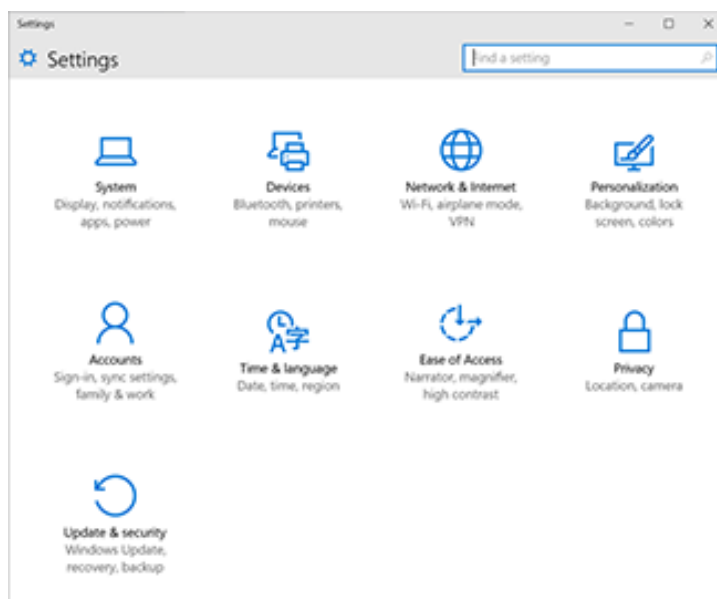 Settings
Settings
Find a setting
System
Display, notifications,
apps, power
Devices
Bluetooth, printers,
mouse
Network & Internet
Wi-Fi, airplane mode,
VPN
Personalization
Background, lock
screen, colors
Accounts
Sign-in, sync settings,
family & work
A字
Time & language
Date, time, region
Ease of Access
Narrator, magnifier,
high contrast
Privacy
Location, camera
Update & security
Windows Update,
recovery, backup